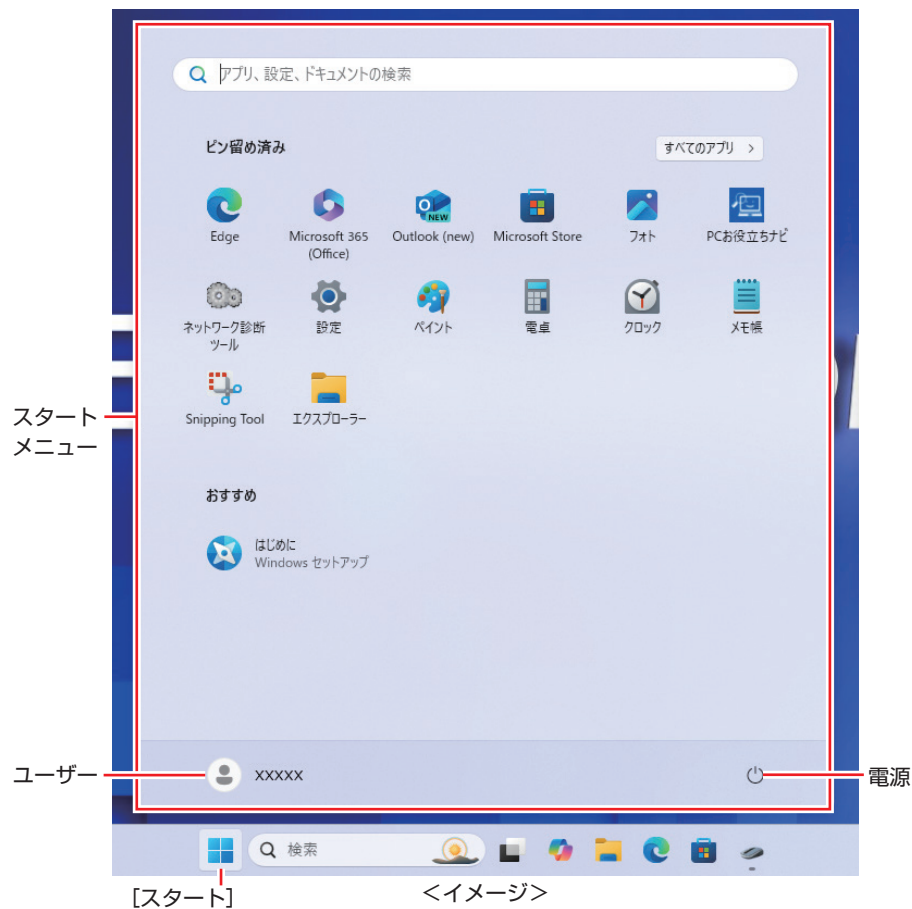 アプリ、設定、ドキュメントの検索
ピン留め済み
すべてのアプリ >
Edge
Microsoft 365
(Office)
Outlook (new)
Microsoft Store
フォト
PCお役立ちナビ
ネットワーク診断
ツール
設定
ペイント
電卓
クロック
メモ帳
Snipping Tool
エクスプローラー
スタート
メニュー
おすすめ
はじめに
Windows セットアップ
ユーザー
xxxxx
電源
検索
[スタート]
＜イメージ＞